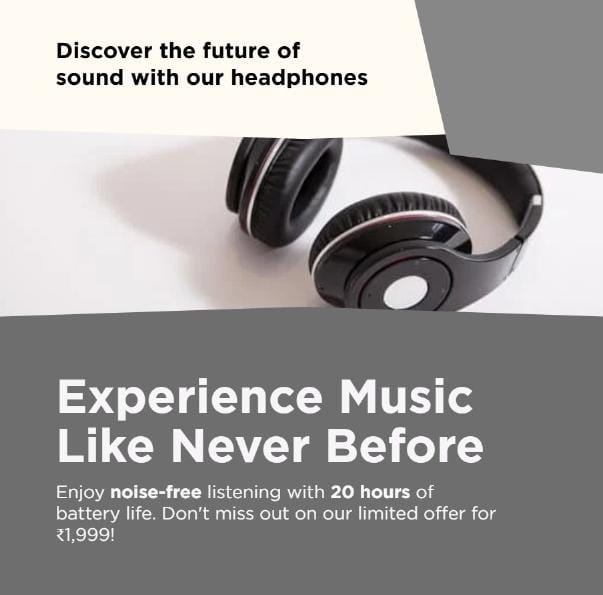 Discover the future of
sound with our headphones
Experience Music
Like Never Before
Enjoy noise-free listening with 20 hours of
battery life. Don't miss out on our limited offer for
₹1,999!